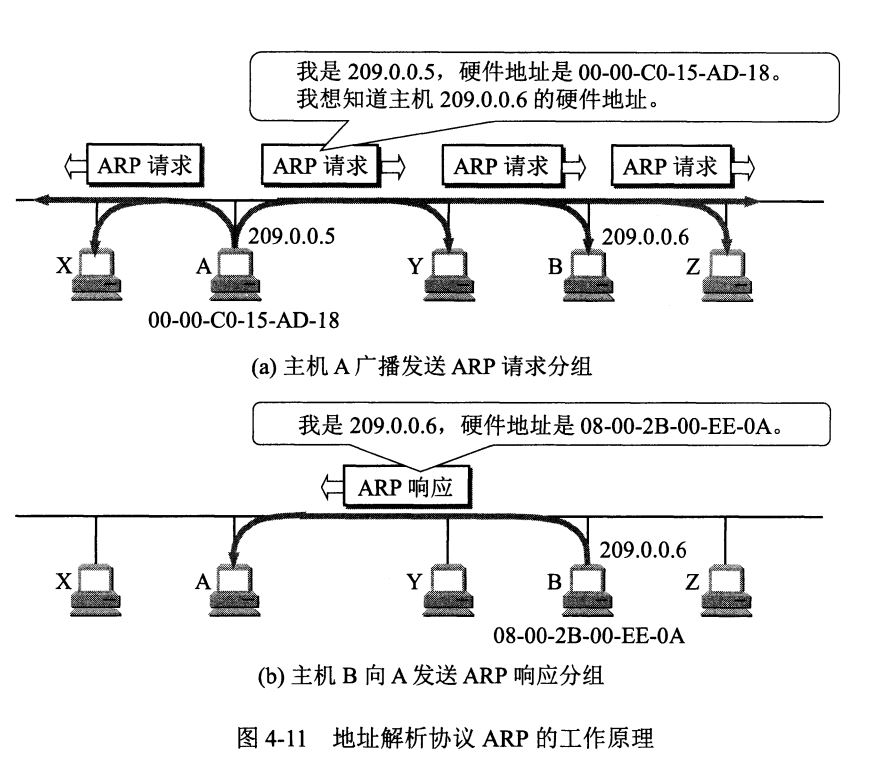 我是 209.0.0.5，硬件地址是 00-00-C0-15-AD-18。
我想知道主机 209.0.0.6 的硬件地址。
ARP 请求 ARP 请求 ARP 请求 ARP 请求
209.0.0.5 209.0.0.6
X A Y B Z
00-00-C0-15-AD-18
(a) 主机 A 广播发送 ARP 请求分组
我是 209.0.0.6，硬件地址是 08-00-2B-00-EE-0A。
ARP 响应
209.0.0.6
X A Y B Z
08-00-2B-00-EE-0A
(b) 主机 B 向 A 发送 ARP 响应分组
图 4-11 地址解析协议 ARP 的工作原理